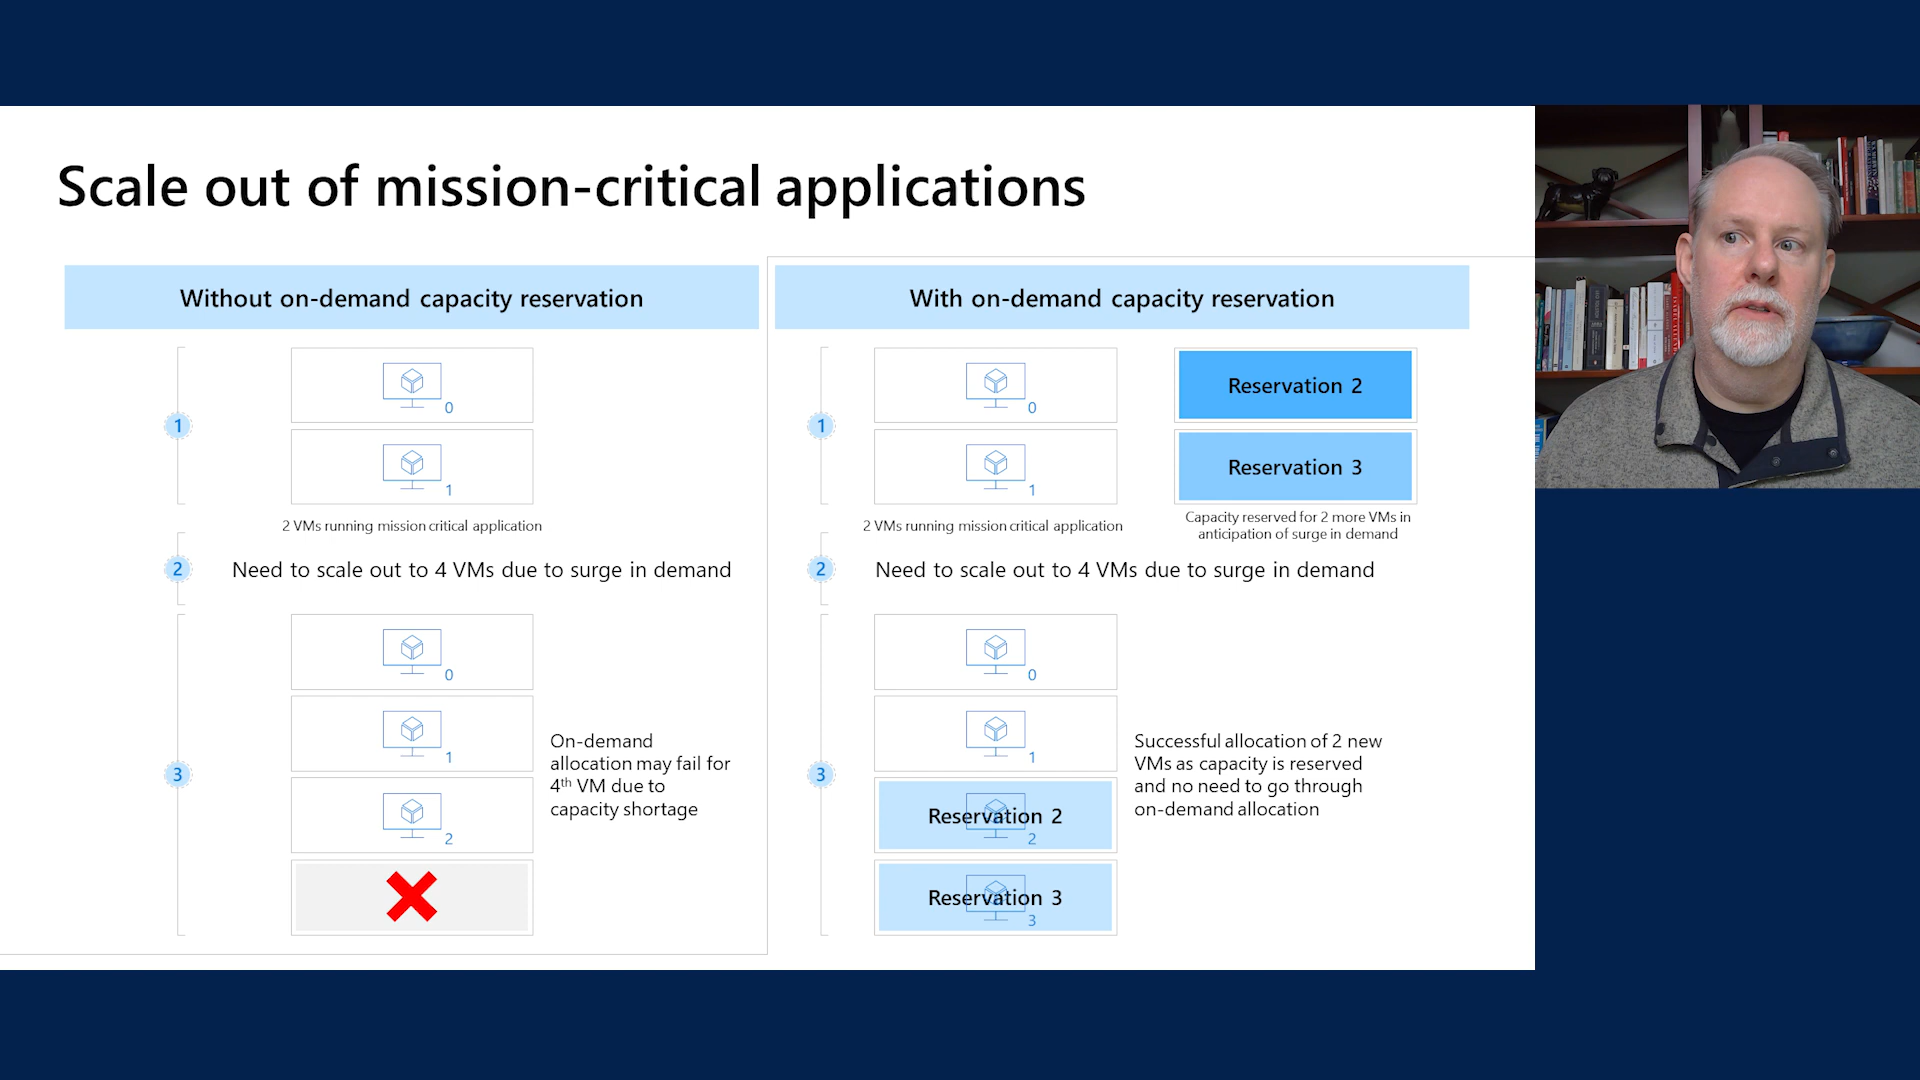 Scale out of mission-critical applications
Without on-demand capacity reservation
1
0
1
2 VMs running mission critical application
2
Need to scale out to 4 VMs due to surge in demand
3
0
1
2
On-demand
allocation may fail for
4th VM due to
capacity shortage
With on-demand capacity reservation
1
0
1
2 VMs running mission critical application
Reservation 2
Reservation 3
Capacity reserved for 2 more VMs in
anticipation of surge in demand
2
Need to scale out to 4 VMs due to surge in demand
3
0
1
Reservation 2
2
Reservation 3
3
Successful allocation of 2 new
VMs as capacity is reserved
and no need to go through
on-demand allocation